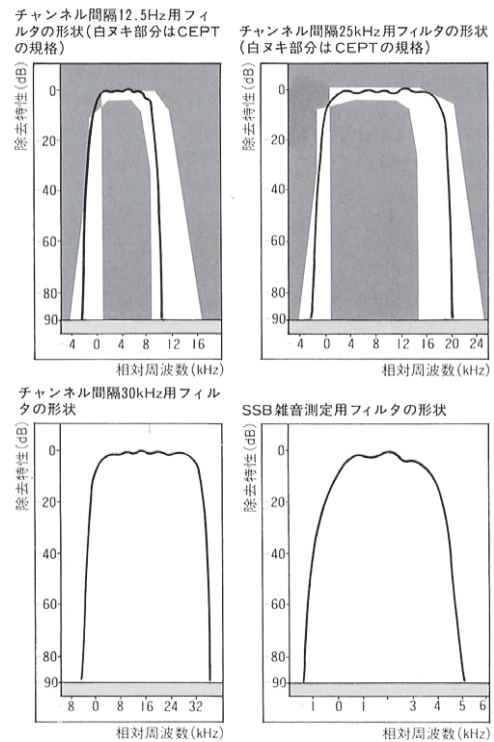 チャンネル間隔12.5Hz用フィ
ルタの形状(白ヌキ部分はCEPT
の規格)
除去特性(dB)
0
20
40
60
80
90
4 0 4 8 12 16
相対周波数(kHz)
チャンネル間隔25kHz用フィルタの形状
(白ヌキ部分はCEPTの規格)
除去特性(dB)
0
20
40
60
80
90
4 0 4 8 12 16 20 24
相対周波数(kHz)
チャンネル間隔30kHz用フィル
タの形状
除去特性(dB)
0
20
40
60
80
90
8 0 8 16 24 32
相対周波数(kHz)
SSB雑音測定用フィルタの形状
除去特性(dB)
0
20
40
60
80
90
1 0 1 3 4 5 6
相対周波数(kHz)